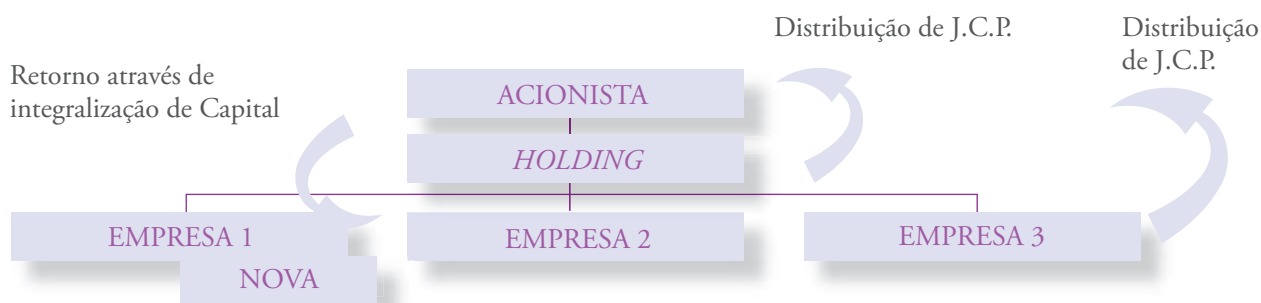 Distribuição de J.C.P.
Distribuição
de J.C.P.
Retorno através de
integralização de Capital
ACIONISTA
HOLDING
EMPRESA 1
EMPRESA 2
EMPRESA 3
NOVA